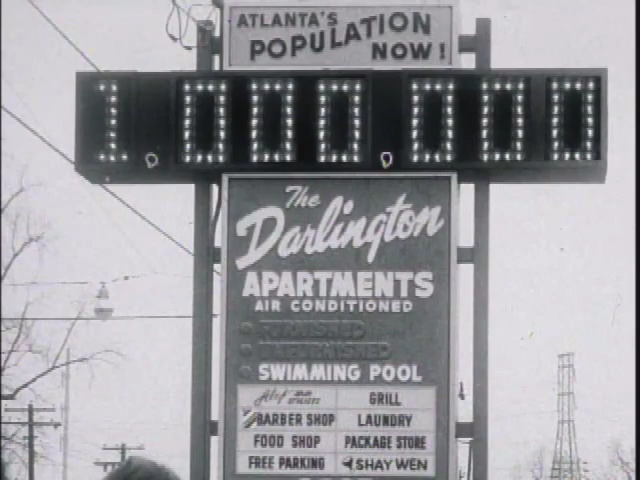 ATLANTA'S
POPULATION
NOW!
1,000,000
The
Darlington
APARTMENTS
AIR CONDITIONED
FURNISHED
UNFURNISHED
SWIMMING POOL
GRILL
BARBER SHOP LAUNDRY
FOOD SHOP PACKAGE STORE
FREE PARKING SHAY WEN